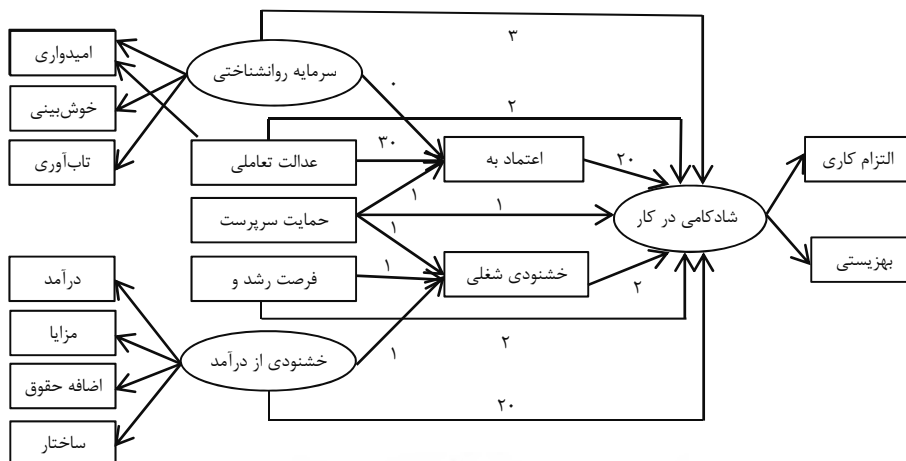 ۳
امیدواری
سرمایه روانشناختی
خوش‌بینی
۰
۲
تاب‌آوری
عدالت تعاملی
۳۰
اعتماد به
۲۰
التزام کاری
حمایت سرپرست
۱
۱
شادکامی در کار
۱
بهزیستی
درآمد
فرصت رشد و
۱
خشنودی شغلی
۲
مزایا
خشنودی از درآمد
۱
۲
اضافه حقوق
۲۰
ساختار